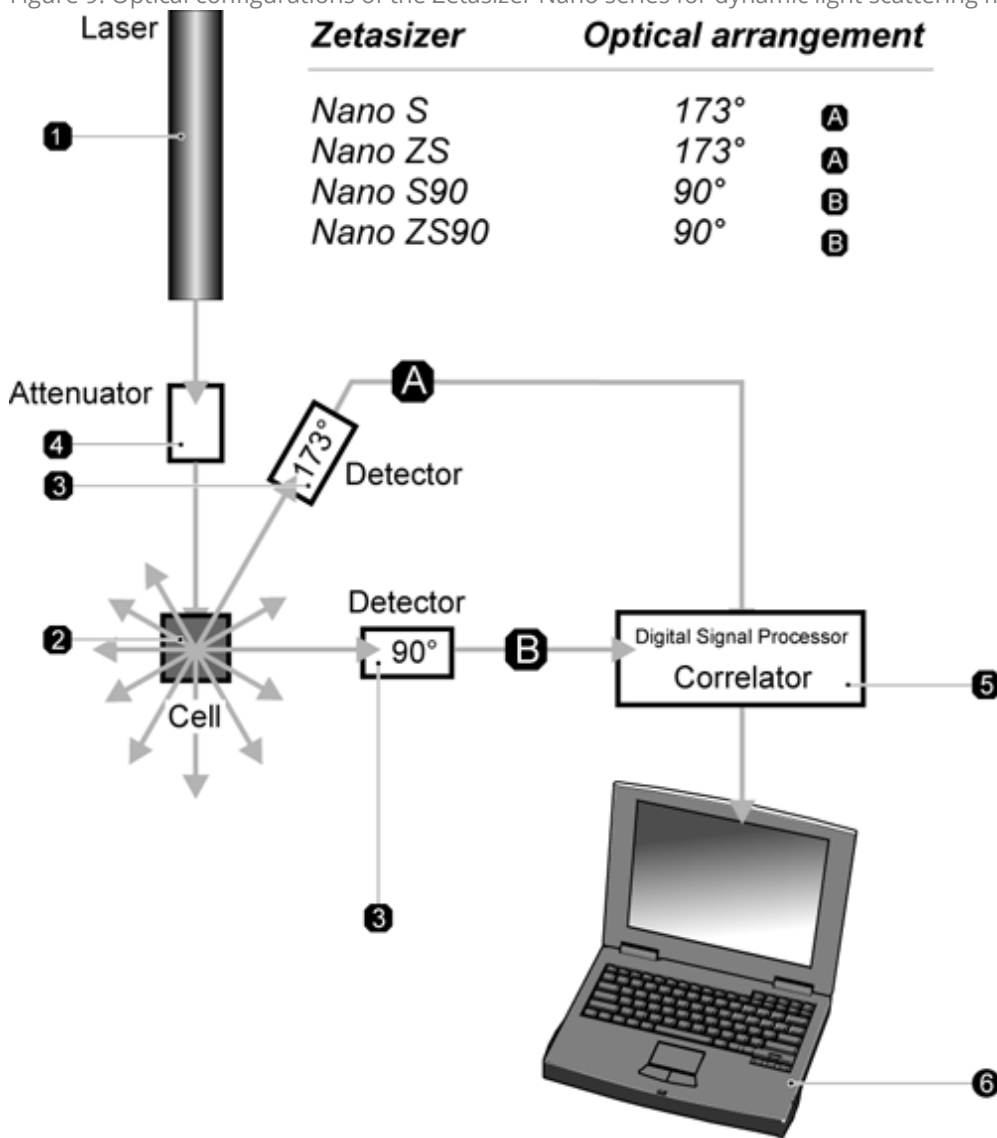 Figure 9: Optical configurations of the Zetasizer Nano series for dynamic light scattering
Laser
Zetasizer Optical arrangement
Nano S 173° A
Nano ZS 173° A
Nano S90 90° B
Nano ZS90 90° B
1
Attenuator
4
3
173°
Detector
A
2
Cell
Detector
90°
B
Digital Signal Processor
Correlator
5
3
6